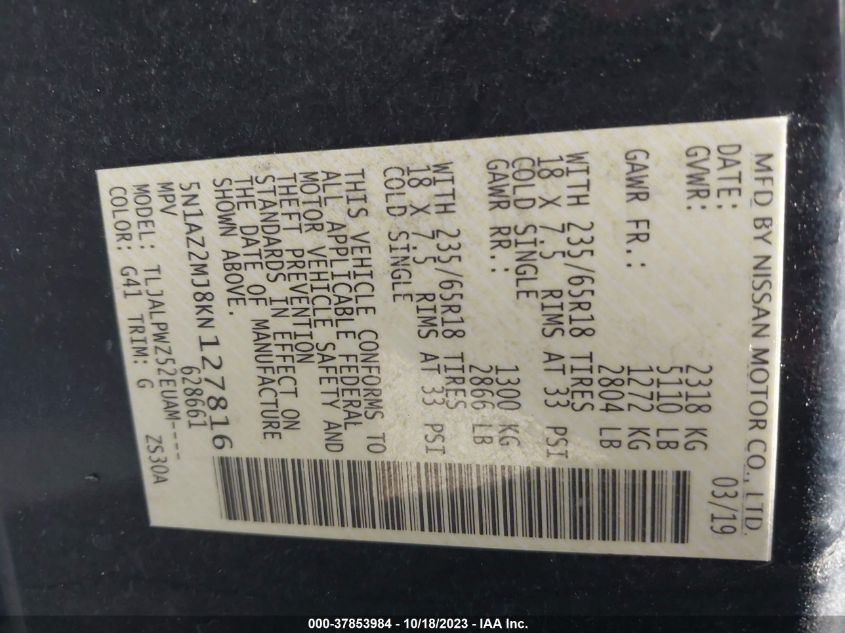 MFD BY NISSAN MOTOR CO., LTD.
DATE: 03/19
GVWR: 2318 KG
5110 LB
GAWR FR.: 1272 KG
2804 LB
WITH 235/65R18 TIRES
18 X 7.5 RIMS AT 33 PSI
COLD SINGLE
GAWR RR.: 1300 KG
2866 LB
WITH 235/65R18 TIRES
18 X 7.5 RIMS AT 33 PSI
COLD SINGLE
THIS VEHICLE CONFORMS TO
ALL APPLICABLE FEDERAL
MOTOR VEHICLE SAFETY AND
THEFT PREVENTION
STANDARDS IN EFFECT ON
THE DATE OF MANUFACTURE
SHOWN ABOVE.
5N1AZ2MJ8KN127816
MPV 628661
MODEL: TLJALPWZ52EUAM----
COLOR: G41 TRIM: G ZS30A
000-37853984 - 10/18/2023 - IAA Inc.